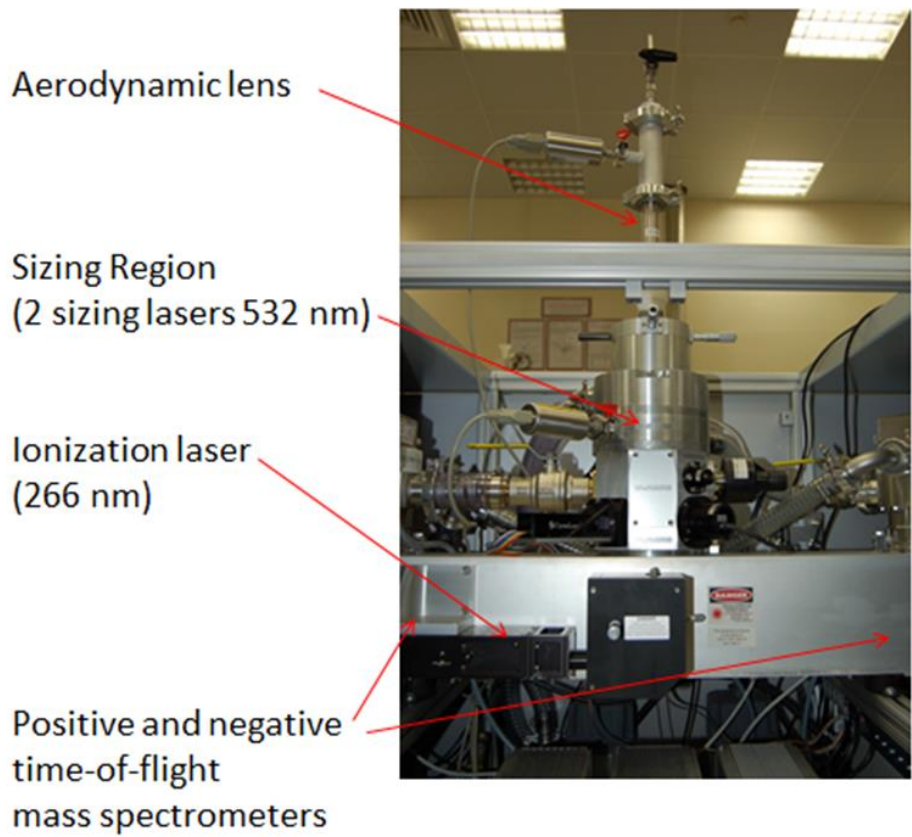 Aerodynamic lens
Sizing Region
(2 sizing lasers 532 nm)
Ionization laser
(266 nm)
DANGER
Positive and negative
time-of-flight
mass spectrometers